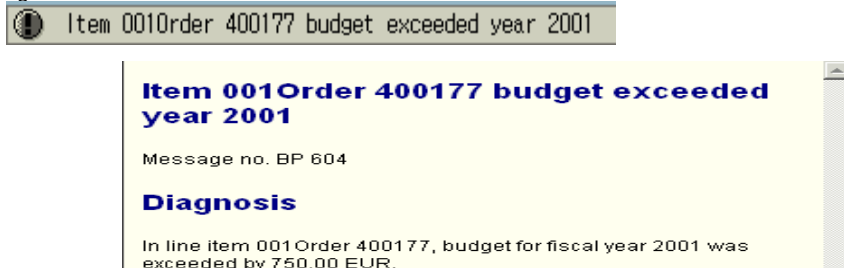 Item 001Order 400177 budget exceeded year 2001
Item 001Order 400177 budget exceeded
year 2001
Message no. BP 604
Diagnosis
In line item 001Order 400177, budget for fiscal year 2001 was
exceeded by 750.00 EUR.